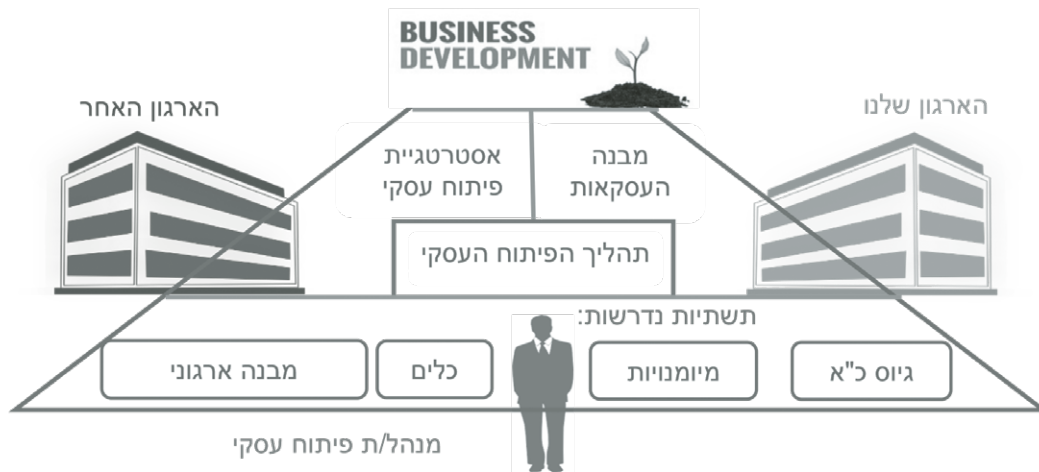 BUSINESS
DEVELOPMENT
הארגון שלנו
הארגון האחר
מבנה
העסקאות
אסטרטגיית
פיתוח עסקי
תהליך הפיתוח העסקי
תשתיות נדרשות:
גיוס כ"א
מיומנויות
כלים
מבנה ארגוני
מנהל/ת פיתוח עסקי